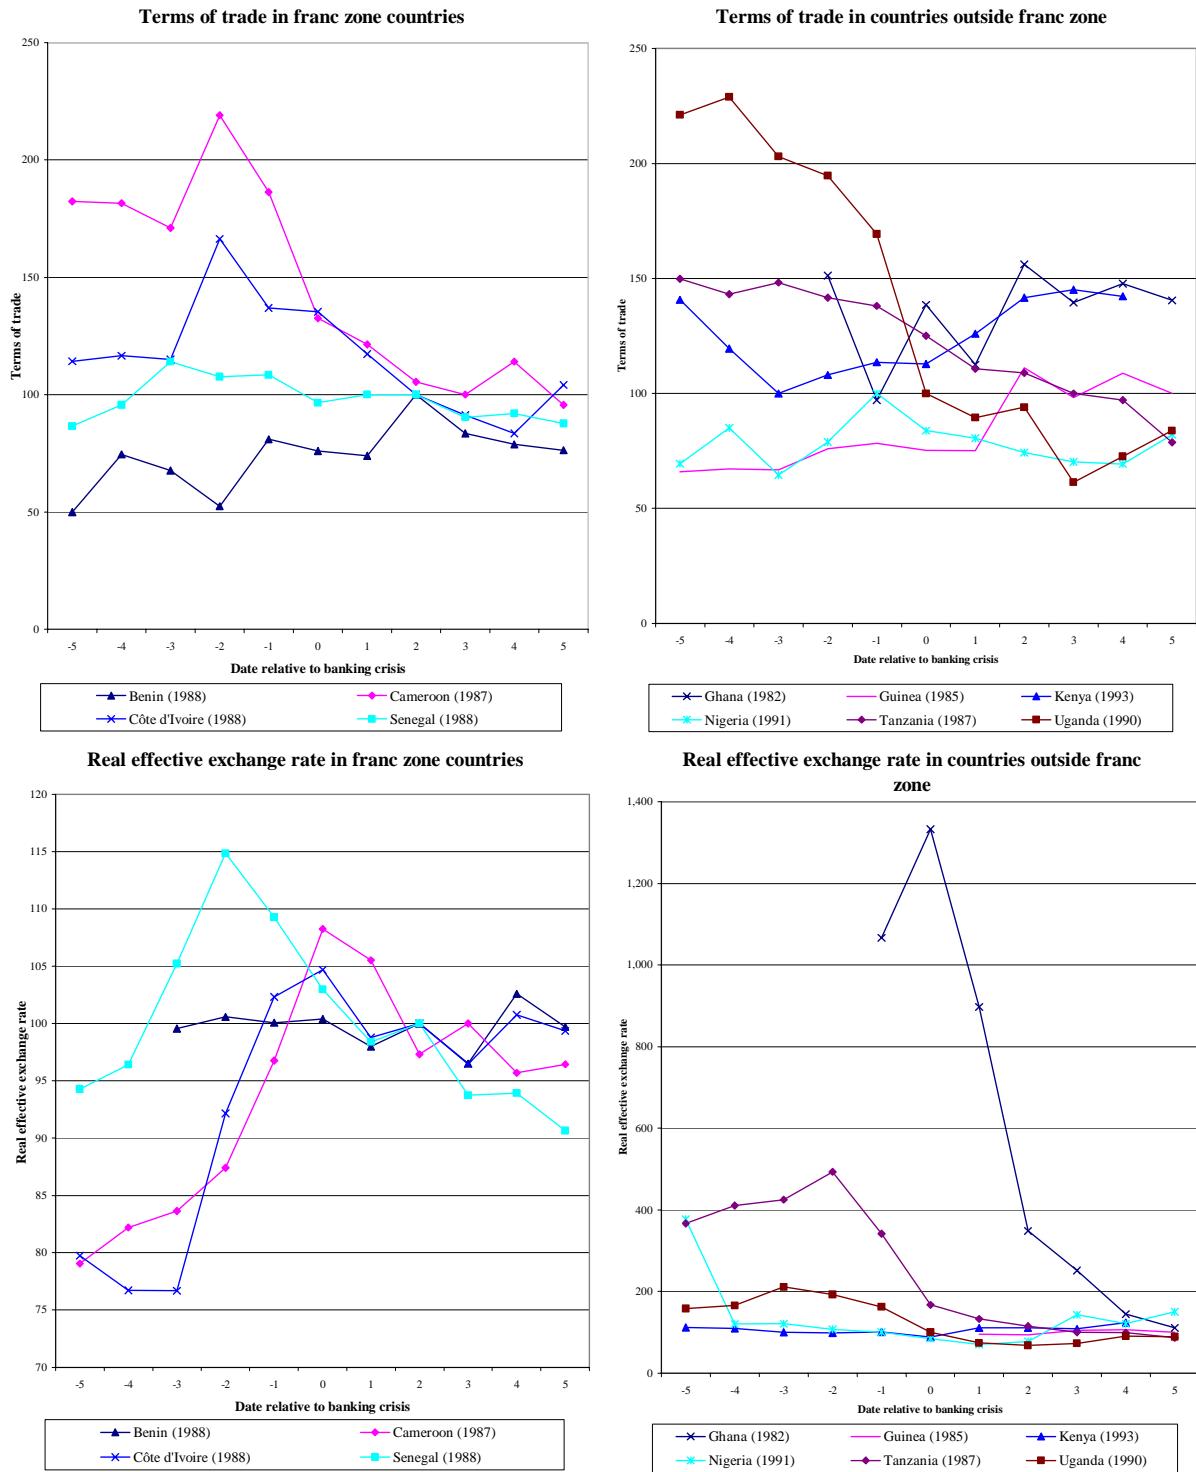 Terms of trade in franc zone countries
250
200
150
100
50
0
Terms of trade
-5 -4 -3 -2 -1 0 1 2 3 4 5
Date relative to banking crisis
Benin (1988) Cameroon (1987)
Côte d'Ivoire (1988) Senegal (1988)
Terms of trade in countries outside franc zone
250
200
150
100
50
0
Terms of trade
-5 -4 -3 -2 -1 0 1 2 3 4 5
Date relative to banking crisis
Ghana (1982) Guinea (1985) Kenya (1993)
Nigeria (1991) Tanzania (1987) Uganda (1990)
Real effective exchange rate in franc zone countries
120
115
110
105
100
95
90
85
80
75
70
Real effective exchange rate
-5 -4 -3 -2 -1 0 1 2 3 4 5
Date relative to banking crisis
Benin (1988) Cameroon (1987)
Côte d'Ivoire (1988) Senegal (1988)
Real effective exchange rate in countries outside franc
zone
1,400
1,200
1,000
800
600
400
200
0
Real effective exchange rate
-5 -4 -3 -2 -1 0 1 2 3 4 5
Date relative to banking crisis
Ghana (1982) Guinea (1985) Kenya (1993)
Nigeria (1991) Tanzania (1987) Uganda (1990)